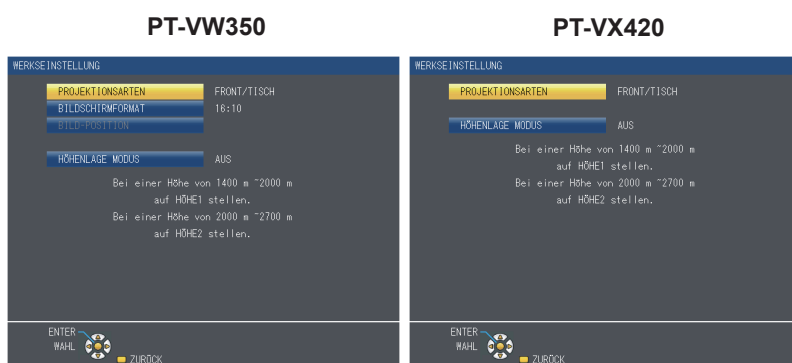 PT-VW350
WERKSEINSTELLUNG
PROJEKTIONSARTEN FRONT/TISCH
BILDSCHIRMFORMAT 16:10
BILD-POSITION
HÖHENLAGE MODUS AUS
Bei einer Höhe von 1400 m ~2000 m
auf HÖHE1 stellen.
Bei einer Höhe von 2000 m ~2700 m
auf HÖHE2 stellen.
ENTER
WAHL
ZURÜCK
PT-VX420
WERKSEINSTELLUNG
PROJEKTIONSARTEN FRONT/TISCH
HÖHENLAGE MODUS AUS
Bei einer Höhe von 1400 m ~2000 m
auf HÖHE1 stellen.
Bei einer Höhe von 2000 m ~2700 m
auf HÖHE2 stellen.
ENTER
WAHL
ZURÜCK